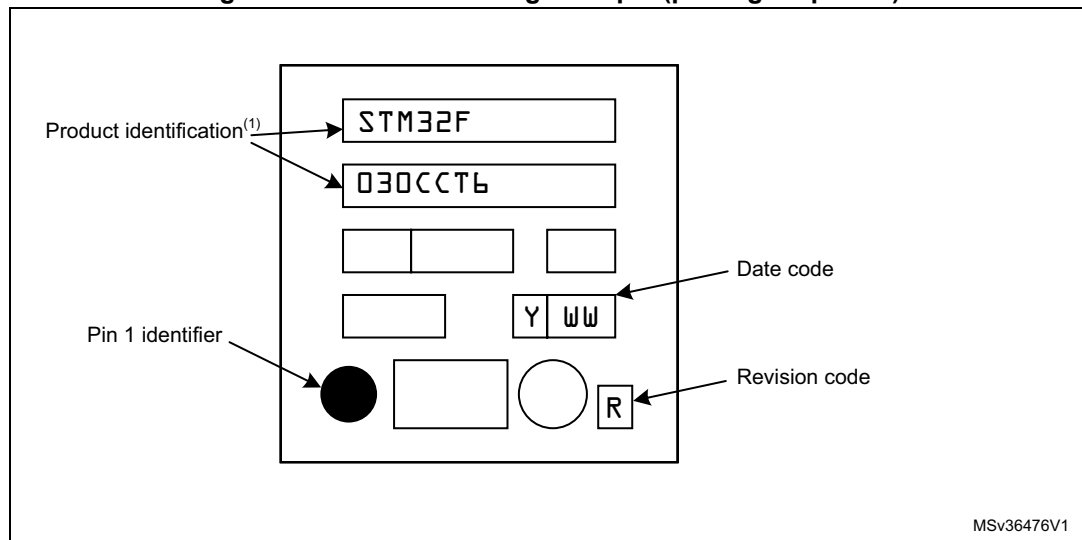 Product identification(1)
STM32F
030CCT6
Date code
Y WW
Pin 1 identifier
Revision code
R
MSv36476V1